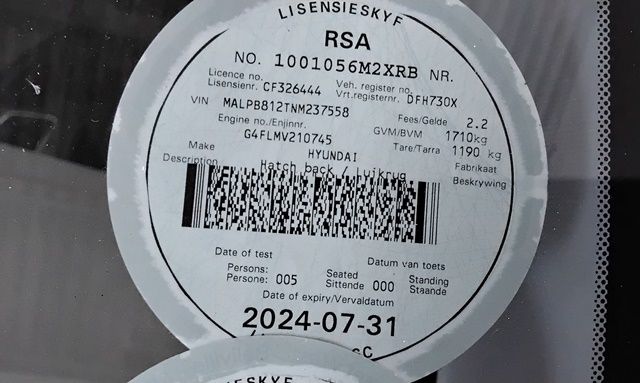 LISENSIESKYF
RSA
NO. 1001056M2XRB NR.
Licence no. Veh. register no.
Lisensienr. CF326444 Vrt.registernr. DFH730X
VIN MALPB812TNM237558 Fees/Gelde 2.2
Engine no./Enjinnr. GVM/BVM 1710kg
G4FLMV210745 Tare/Tarra 1190 kg
Make HYUNDAI Fabrikaat
Description Hatch back / Luikrug Beskrywing
Date of test Datum van toets
Persons: Seated Standing
Persone: 005 Sittende 000 Staande
Date of expiry/Vervaldatum
2024-07-31
ESKYF